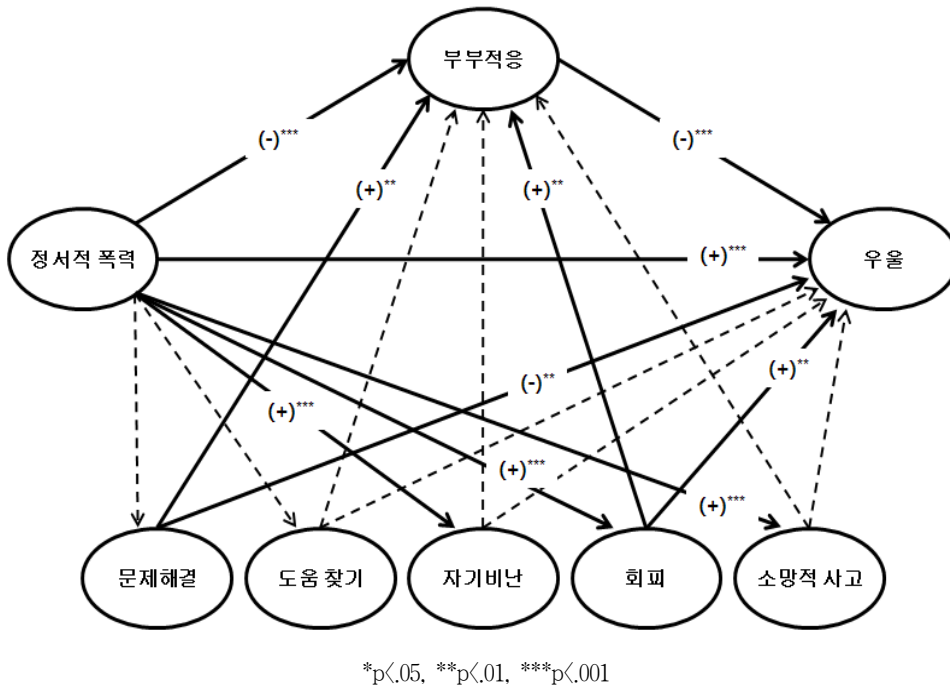 부부적응
(-)***
(-)***
(+)**
(+)**
정서적 폭력
(+)***
우울
(-)**
(+)**
(+)***
(+)***
(+)***
문제해결
도움 찾기
자기비난
회피
소망적 사고
*p<.05, **p<.01, ***p<.001